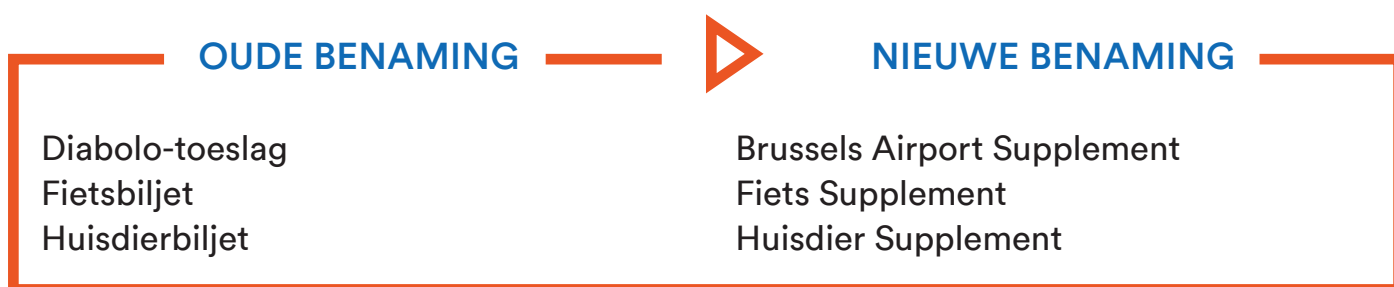 OUDE BENAMING
NIEUWE BENAMING
Diabolo-toeslag
Fietsbiljet
Huisdierbiljet
Brussels Airport Supplement
Fiets Supplement
Huisdier Supplement